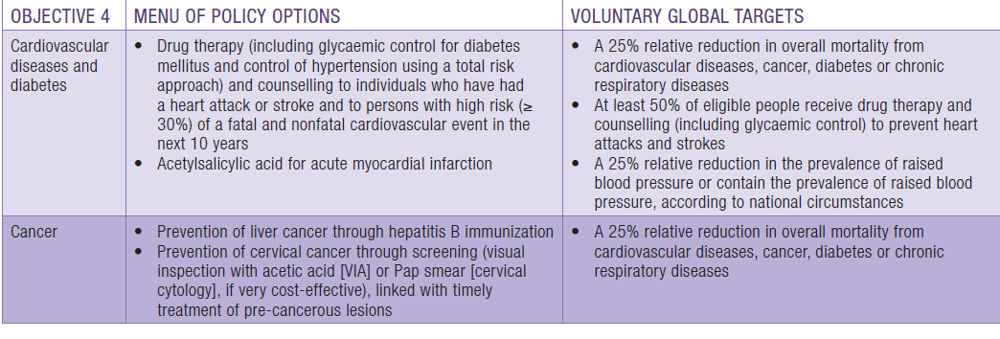 OBJECTIVE 4
MENU OF POLICY OPTIONS
VOLUNTARY GLOBAL TARGETS
Cardiovascular
diseases and
diabetes
• Drug therapy (including glycaemic control for diabetes
mellitus and control of hypertension using a total risk
approach) and counselling to individuals who have had
a heart attack or stroke and to persons with high risk (≥
30%) of a fatal and nonfatal cardiovascular event in the
next 10 years
• Acetylsalicylic acid for acute myocardial infarction
• A 25% relative reduction in overall mortality from
cardiovascular diseases, cancer, diabetes or chronic
respiratory diseases
• At least 50% of eligible people receive drug therapy and
counselling (including glycaemic control) to prevent heart
attacks and strokes
• A 25% relative reduction in the prevalence of raised
blood pressure or contain the prevalence of raised blood
pressure, according to national circumstances
Cancer
• Prevention of liver cancer through hepatitis B immunization
• Prevention of cervical cancer through screening (visual
inspection with acetic acid [VIA] or Pap smear [cervical
cytology], if very cost-effective), linked with timely
treatment of pre-cancerous lesions
• A 25% relative reduction in overall mortality from
cardiovascular diseases, cancer, diabetes or chronic
respiratory diseases